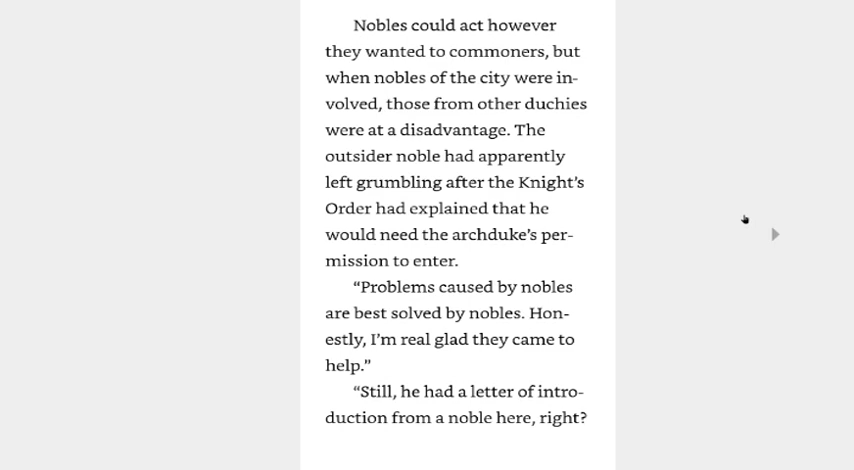 Nobles could act however
they wanted to commoners, but
when nobles of the city were in-
volved, those from other duchies
were at a disadvantage. The
outsider noble had apparently
left grumbling after the Knight’s
Order had explained that he
would need the archduke’s per-
mission to enter.
“Problems caused by nobles
are best solved by nobles. Hon-
estly, I’m real glad they came to
help.”
“Still, he had a letter of intro-
duction from a noble here, right?